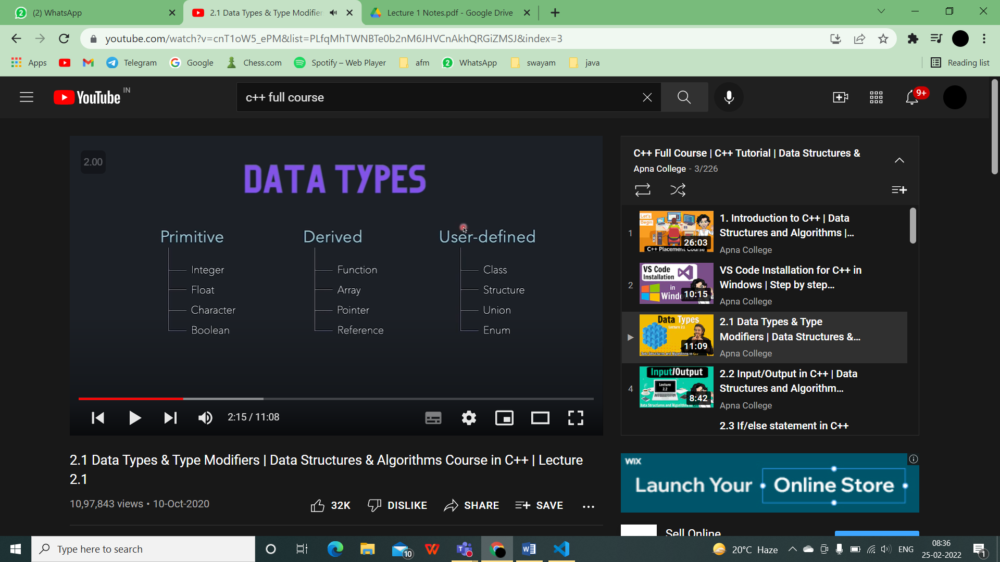 (2) WhatsApp
2.1 Data Types & Type Modifier
Lecture 1 Notes.pdf - Google Drive
youtube.com/watch?v=cnT1oW5_ePM&list=PLfqMhTWNBTe0b2nM6JHVCnAkhQRGiZMSJ&index=3
Apps
Telegram
Google
Chess.com
Spotify – Web Player
afm
2
WhatsApp
swayam
java
Reading list
YouTube IN
c++ full course
9+
2.00
DATA TYPES
Primitive
Integer
Float
Character
Boolean
Derived
Function
Array
Pointer
Reference
User-defined
Class
Structure
Union
Enum
2:15 / 11:08
2.1 Data Types & Type Modifiers | Data Structures & Algorithms Course in C++ | Lecture
2.1
10,97,843 views • 10-Oct-2020
32K
DISLIKE
SHARE
SAVE
C++ Full Course | C++ Tutorial | Data Structures &
Apna College - 3/226
1
Let's
Begin
26:03
C++ Placement Course
1. Introduction to C++ | Data
Structures and Algorithms |...
Apna College
2
VS Code
Installation
in
Windo
10:15
VS Code Installation for C++ in
Windows | Step by step...
Apna College
Data Types
Lecture 2.1
11:09
Data Structures and Algorithms in C++
2.1 Data Types & Type
Modifiers | Data Structures &...
Apna College
4
Input/Output
Lecture
2.2
8:42
2.2 Input/Output in C++ | Data
Structures and Algorithm...
Apna College
2.3 If/else statement in C++
WIX
Launch Your Online Store
Sell Online
Type here to search
10
20°C Haze
ENG
08:36
25-02-2022
1